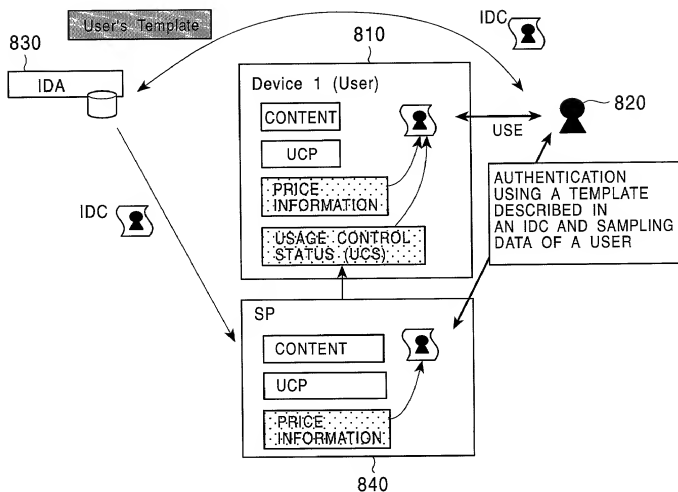 User's Template
IDC
830
810
IDA
Device 1 (User)
820
CONTENT
USE
UCP
PRICE
INFORMATION
AUTHENTICATION
USING A TEMPLATE
DESCRIBED IN
AN IDC AND SAMPLING
DATA OF A USER
IDC
USAGE CONTROL
STATUS (UCS)
SP
CONTENT
UCP
PRICE
INFORMATION
840